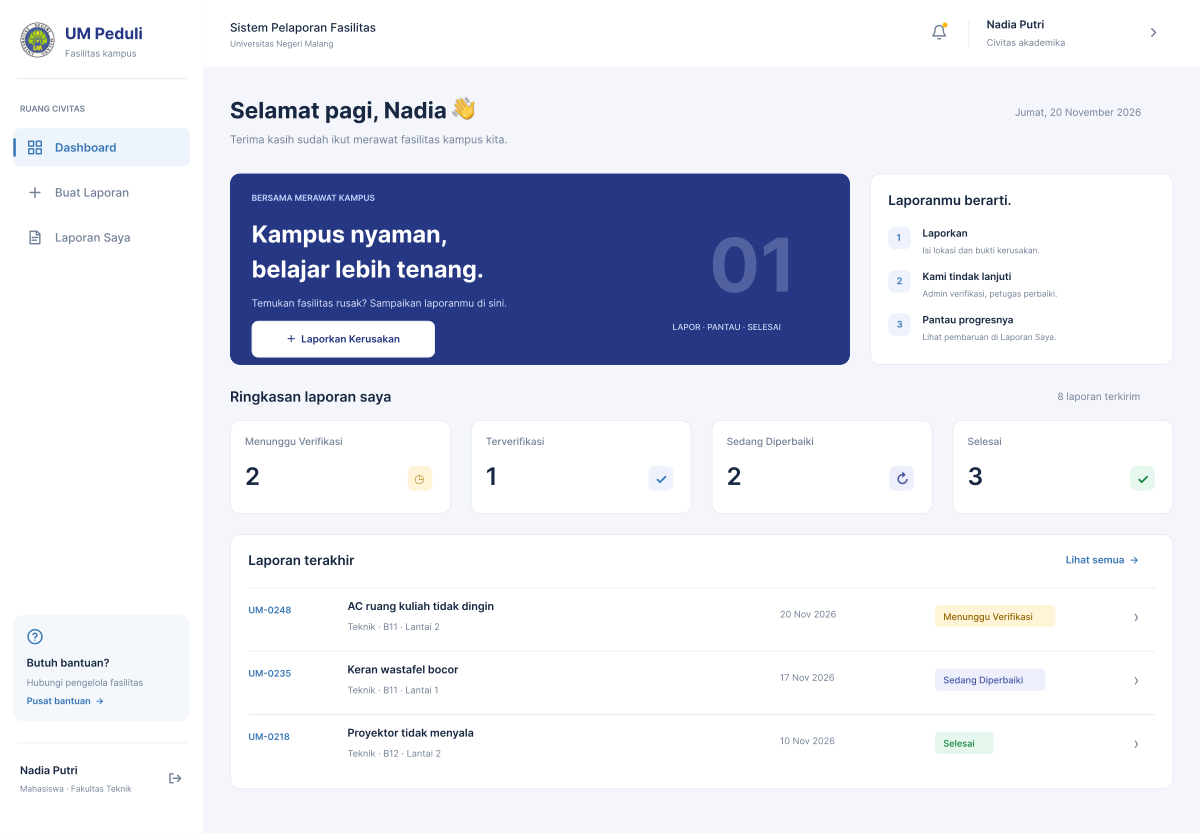 UM Peduli
Fasilitas kampus
RUANG CIVITAS
Dashboard
Buat Laporan
Laporan Saya
Butuh bantuan?
Hubungi pengelola fasilitas
Pusat bantuan →
Nadia Putri
Mahasiswa · Fakultas Teknik
Sistem Pelaporan Fasilitas
Universitas Negeri Malang
Nadia Putri
Civitas akademika
Selamat pagi, Nadia 👋
Terima kasih sudah ikut merawat fasilitas kampus kita.
Jumat, 20 November 2026
BERSAMA MERAWAT KAMPUS
Kampus nyaman,
belajar lebih tenang.
Temukan fasilitas rusak? Sampaikan laporanmu di sini.
+ Laporkan Kerusakan
01
LAPOR · PANTAU · SELESAI
Laporanmu berarti.
1
Laporkan
Isi lokasi dan bukti kerusakan.
2
Kami tindak lanjuti
Admin verifikasi, petugas perbaiki.
3
Pantau progresnya
Lihat pembaruan di Laporan Saya.
Ringkasan laporan saya
8 laporan terkirim
Menunggu Verifikasi
2
Terverifikasi
1
Sedang Diperbaiki
2
Selesai
3
Laporan terakhir
Lihat semua →
UM-0248
AC ruang kuliah tidak dingin
Teknik · B11 · Lantai 2
20 Nov 2026
Menunggu Verifikasi
UM-0235
Keran wastafel bocor
Teknik · B11 · Lantai 1
17 Nov 2026
Sedang Diperbaiki
UM-0218
Proyektor tidak menyala
Teknik · B12 · Lantai 2
10 Nov 2026
Selesai